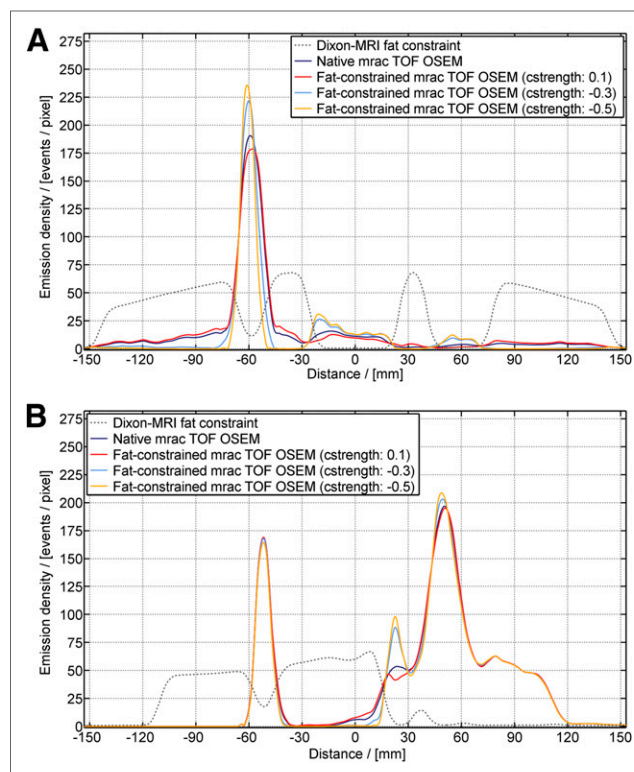 A
Dixon-MRI fat constraint
Native mrac TOF OSEM
Fat-constrained mrac TOF OSEM (cstrength: 0.1)
Fat-constrained mrac TOF OSEM (cstrength: -0.3)
Fat-constrained mrac TOF OSEM (cstrength: -0.5)
Emission density / [events / pixel]
275
250
225
200
175
150
125
100
75
50
25
0
-150 -120 -90 -60 -30 0 30 60 90 120 150
Distance / [mm]
B
Dixon-MRI fat constraint
Native mrac TOF OSEM
Fat-constrained mrac TOF OSEM (cstrength: 0.1)
Fat-constrained mrac TOF OSEM (cstrength: -0.3)
Fat-constrained mrac TOF OSEM (cstrength: -0.5)
Emission density / [events / pixel]
275
250
225
200
175
150
125
100
75
50
25
0
-150 -120 -90 -60 -30 0 30 60 90 120 150
Distance / [mm]